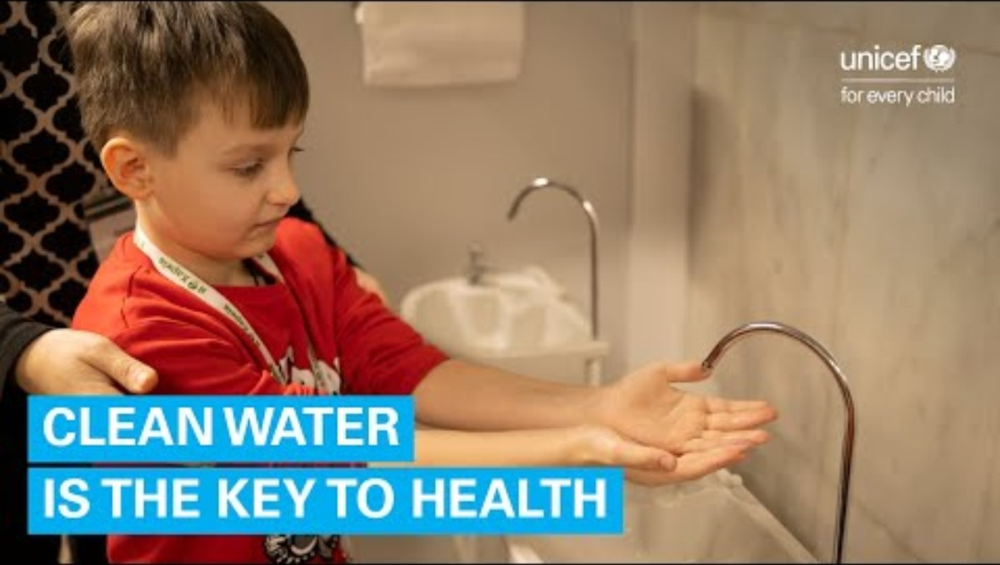 unicef
for every child
CLEAN WATER
IS THE KEY TO HEALTH